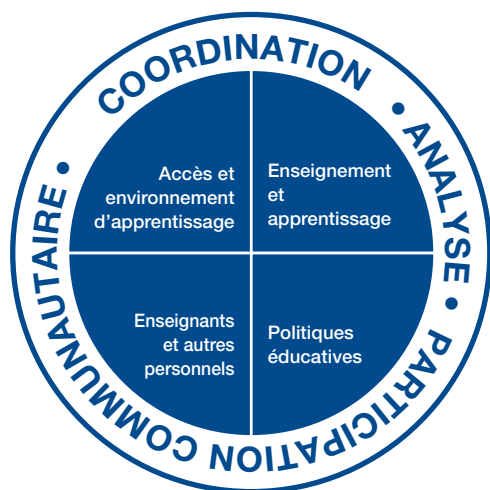 COORDINATION • ANALYSE • PARTICIPATION COMMUNAUTAIRE •
Accès et
environnement
d'apprentissage
Enseignement
et
apprentissage
Enseignants
et autres
personnels
Politiques
éducatives